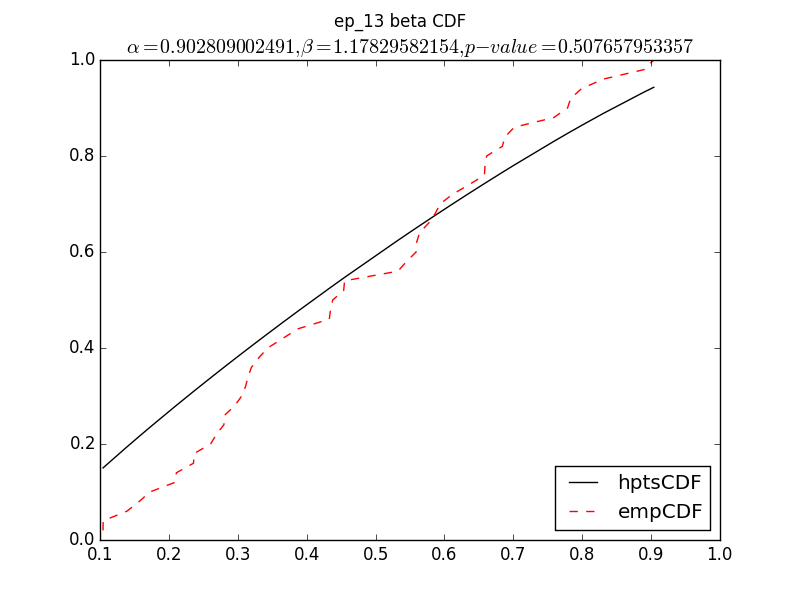 ep_13 beta CDF
α=0.902809002491,β=1.17829582154,p−value=0.507657953357
1.0
0.8
0.6
0.4
0.2
0.0
0.1 0.2 0.3 0.4 0.5 0.6 0.7 0.8 0.9 1.0
hptsCDF
empCDF